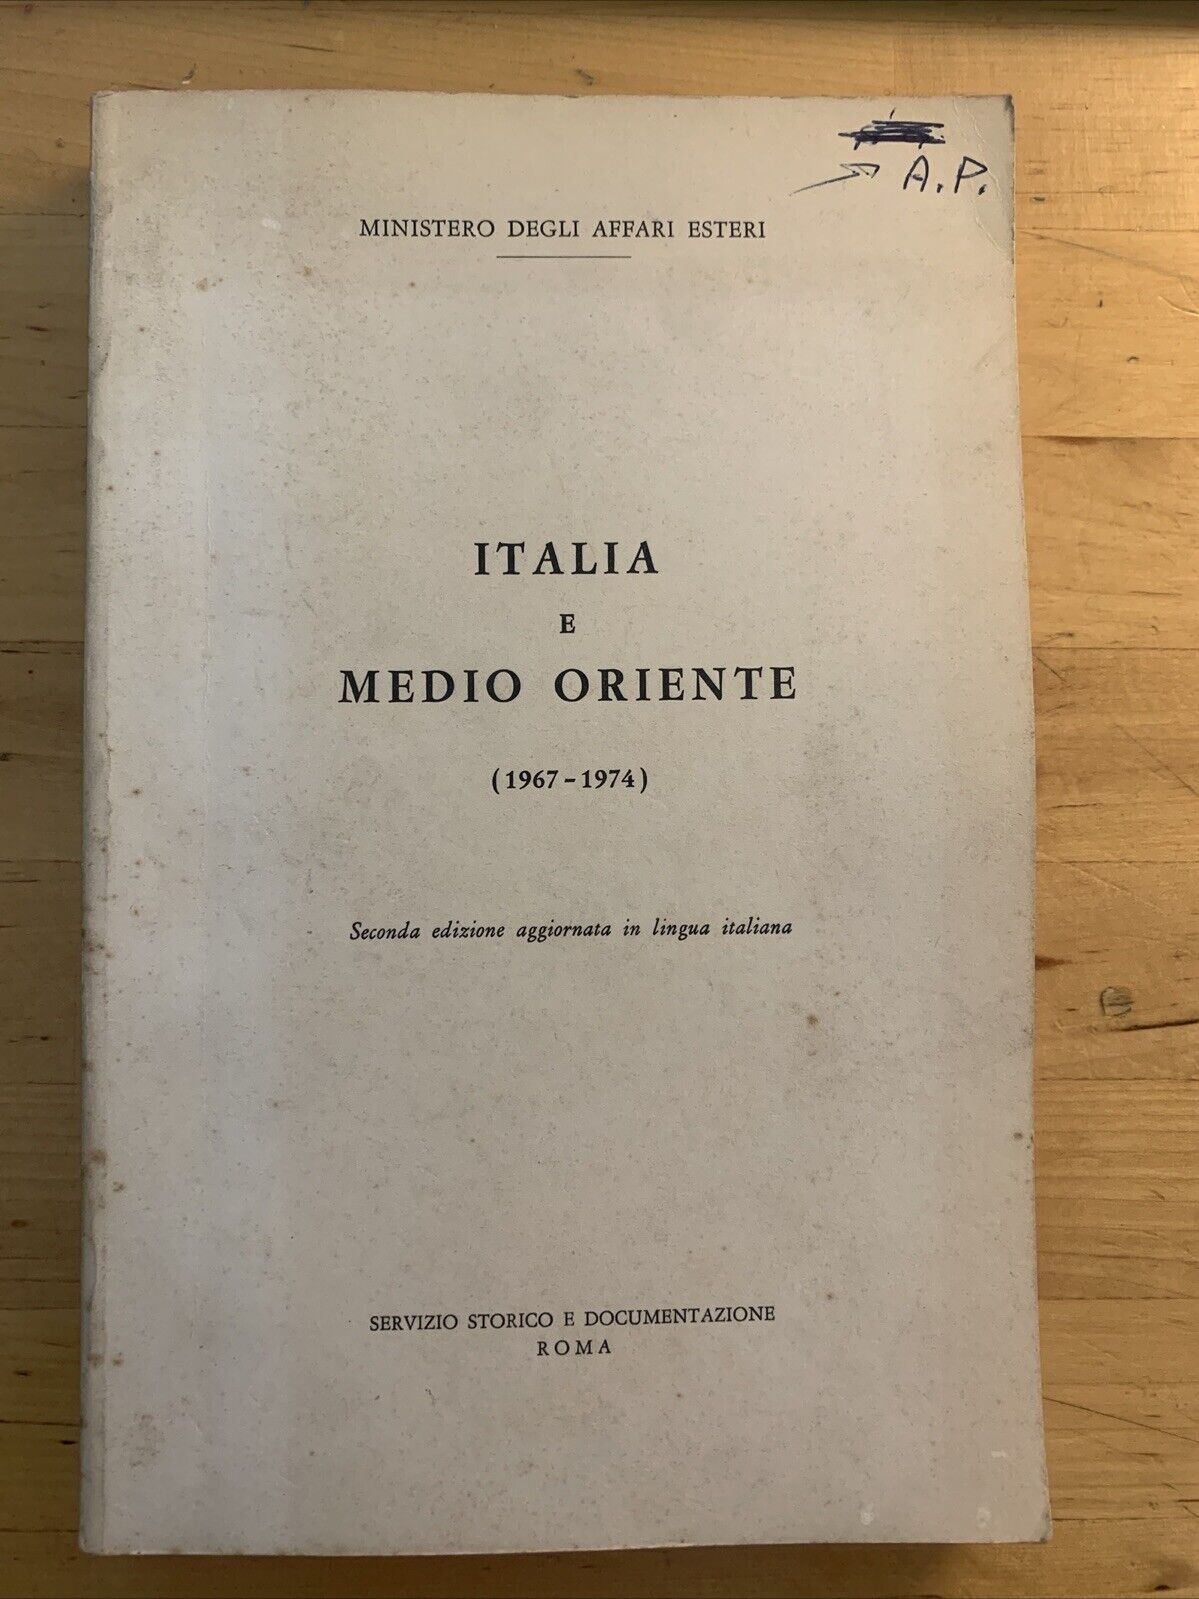 A.P.
MINISTERO DEGLI AFFARI ESTERI
ITALIA
E
MEDIO ORIENTE
(1967-1974)
Seconda edizione aggiornata in lingua italiana
SERVIZIO STORICO E DOCUMENTAZIONE
ROMA